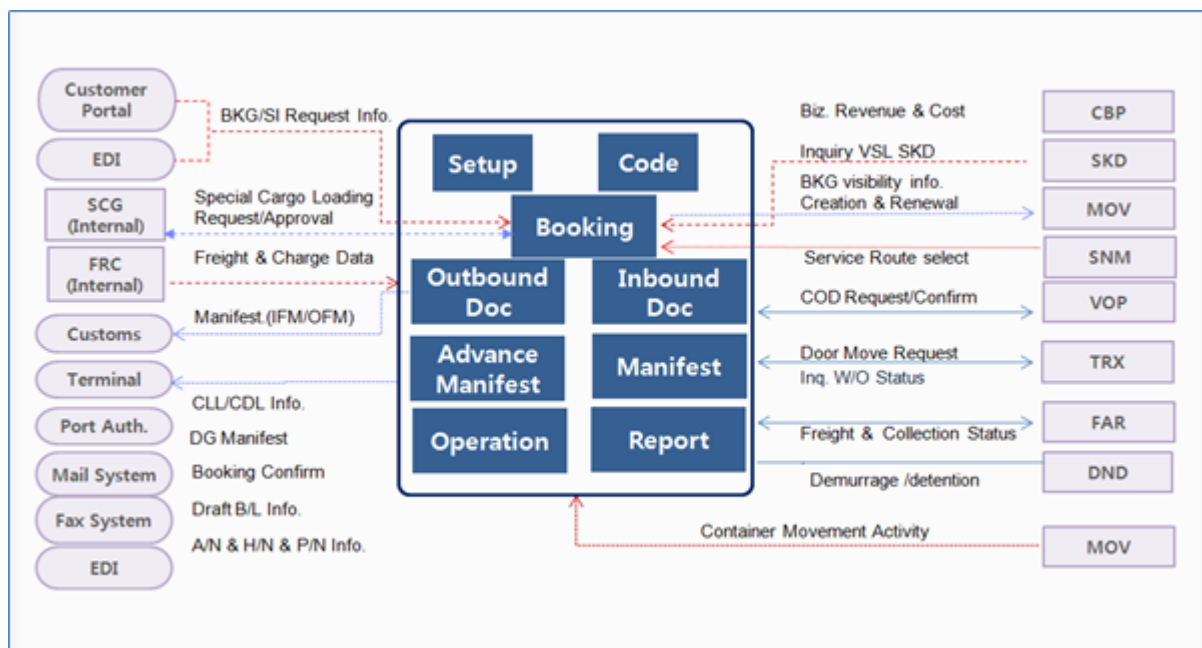 Customer
Portal
EDI
SCG
(Internal)
FRC
(Internal)
Customs
Terminal
Port Auth.
Mail System
Fax System
EDI
BKG/SI Request Info.
Special Cargo Loading
Request/Approval
Freight & Charge Data
Manifest.(IFM/OFM)
CLL/CDL Info.
DG Manifest
Booking Confirm
Draft B/L Info.
A/N & H/N & P/N Info.
Setup
Code
Booking
Outbound
Doc
Inbound
Doc
Advance
Manifest
Manifest
Operation
Report
Biz. Revenue & Cost
Inquiry VSL SKD
BKG visibility info.
Creation & Renewal
Service Route select
COD Request/Confirm
Door Move Request
Inq. W/O Status
Freight & Collection Status
Demurrage /detention
Container Movement Activity
CBP
SKD
MOV
SNM
VOP
TRX
FAR
DND
MOV